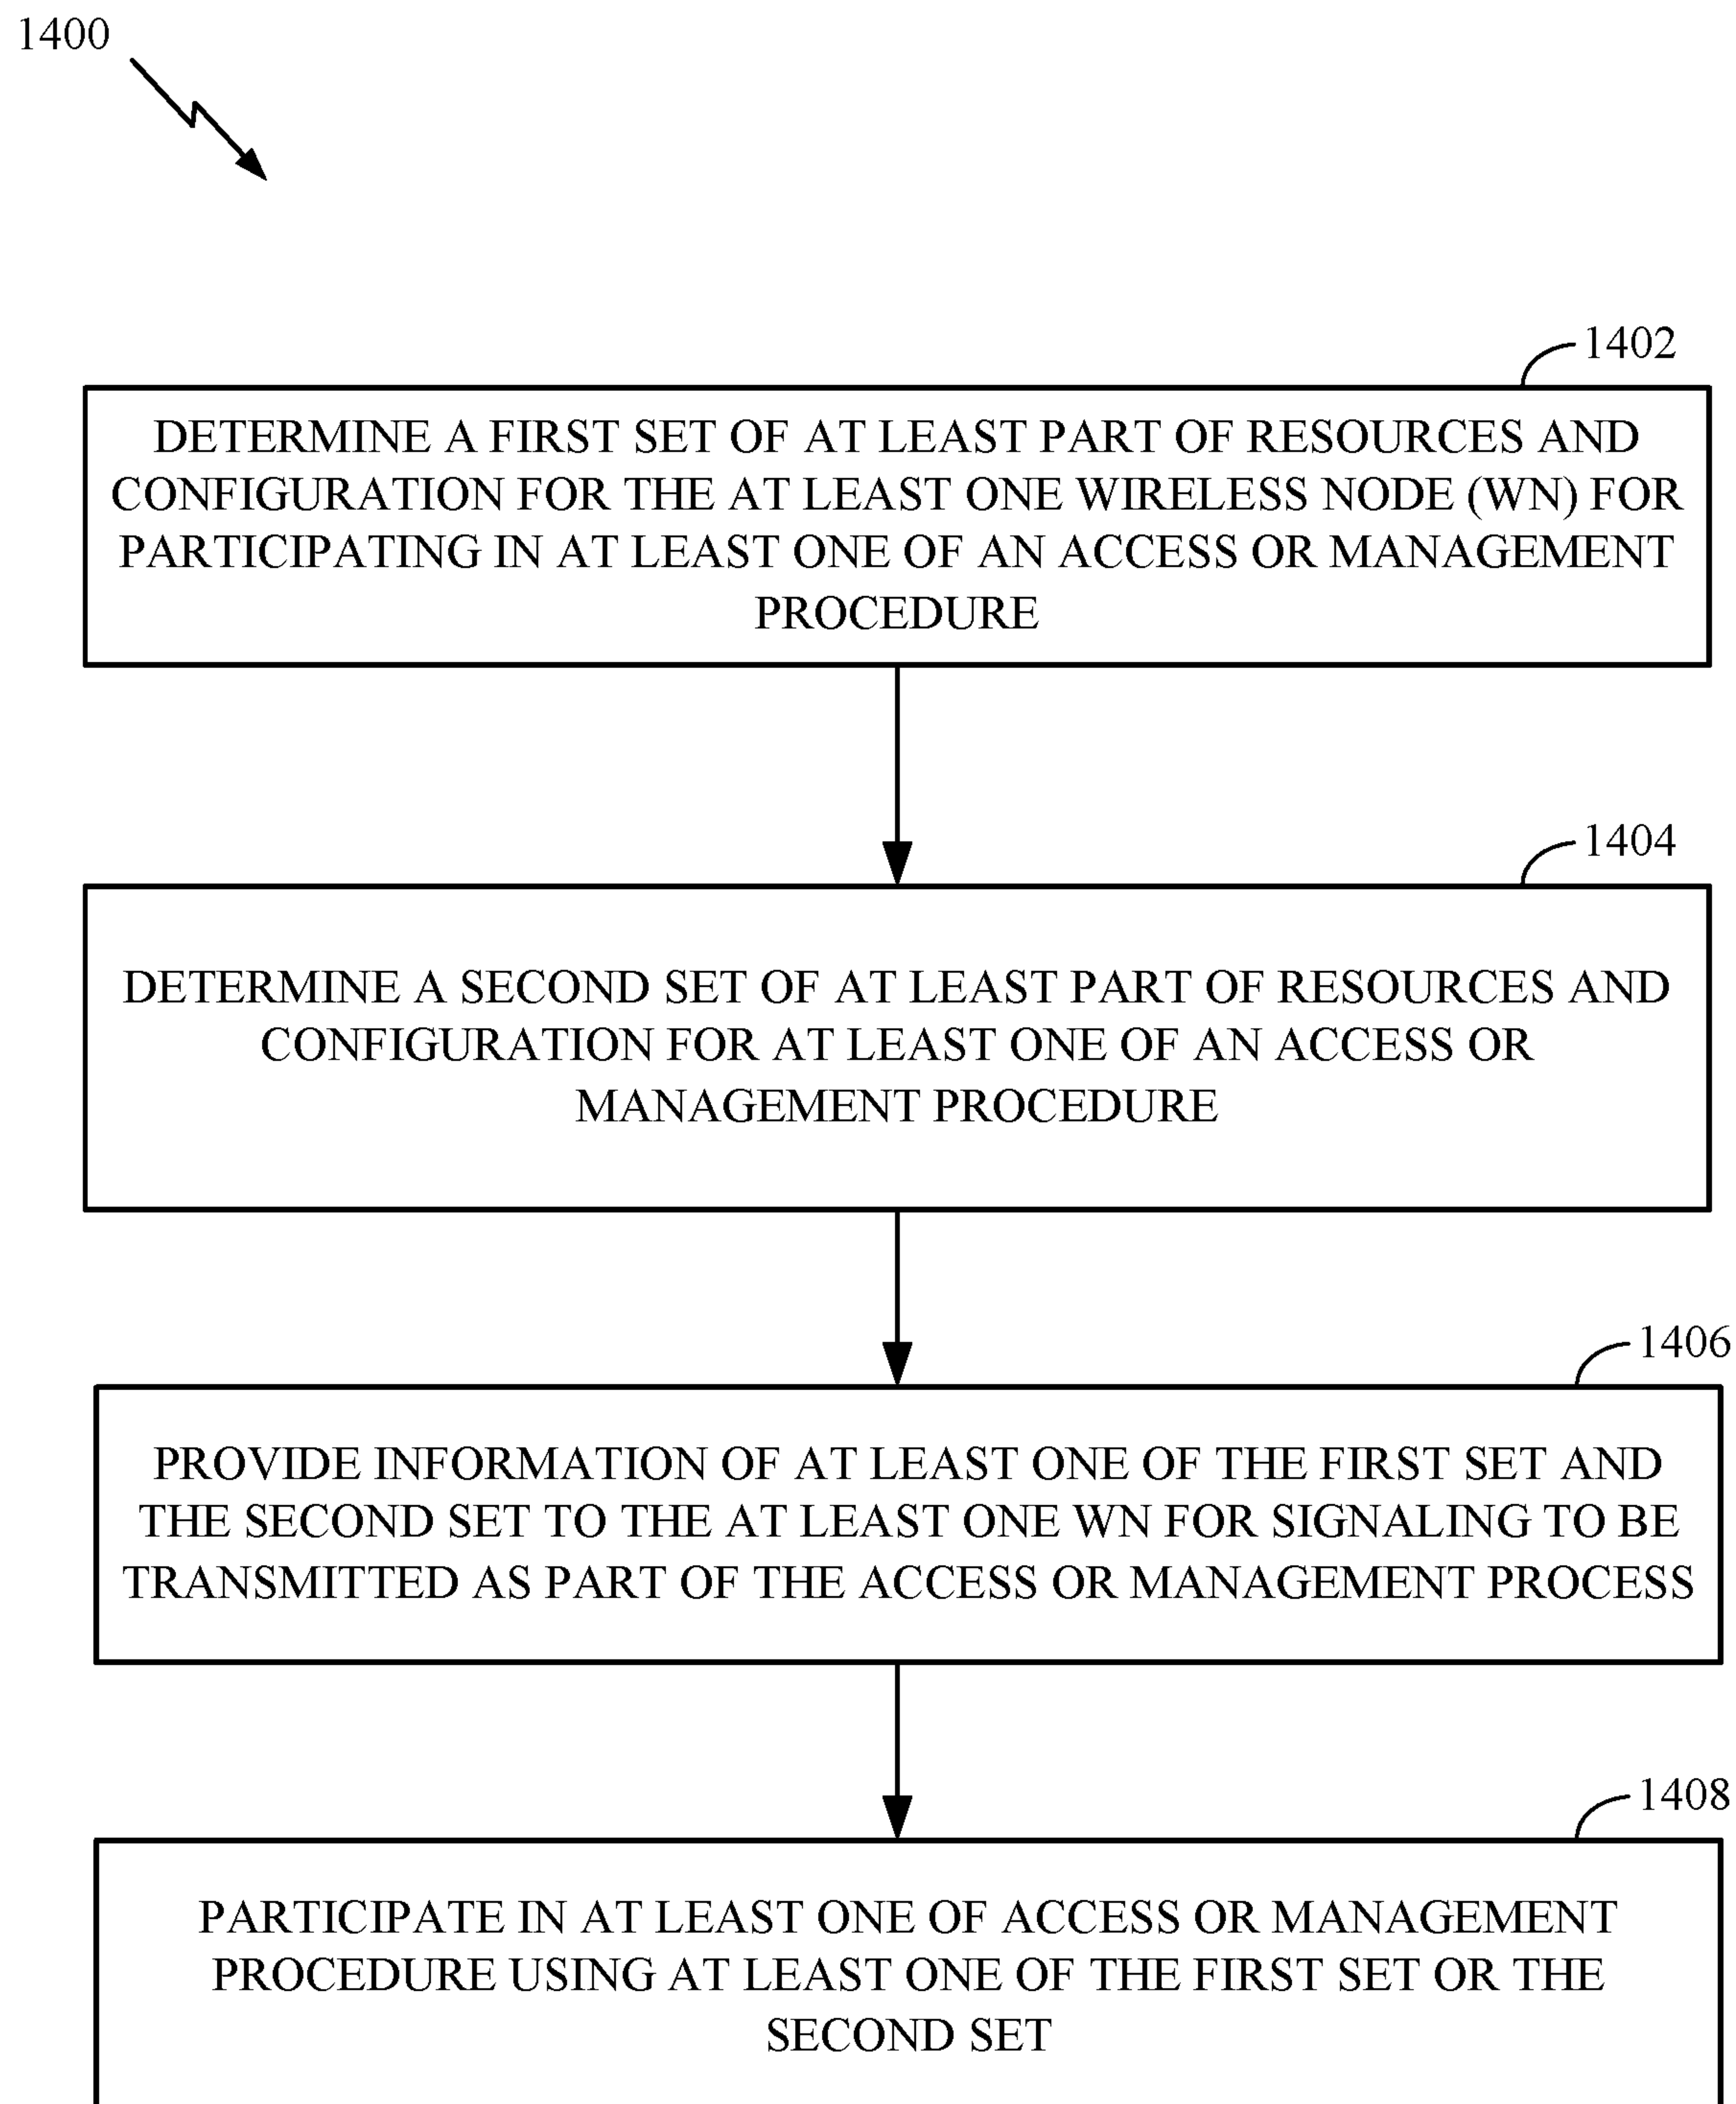 1400
1402
DETERMINE A FIRST SET OF AT LEAST PART OF RESOURCES AND
CONFIGURATION FOR THE AT LEAST ONE WIRELESS NODE (WN) FOR
PARTICIPATING IN AT LEAST ONE OF AN ACCESS OR MANAGEMENT
PROCEDURE
1404
DETERMINE A SECOND SET OF AT LEAST PART OF RESOURCES AND
CONFIGURATION FOR AT LEAST ONE OF AN ACCESS OR
MANAGEMENT PROCEDURE
1406
PROVIDE INFORMATION OF AT LEAST ONE OF THE FIRST SET AND
THE SECOND SET TO THE AT LEAST ONE WN FOR SIGNALING TO BE
TRANSMITTED AS PART OF THE ACCESS OR MANAGEMENT PROCESS
1408
PARTICIPATE IN AT LEAST ONE OF ACCESS OR MANAGEMENT
PROCEDURE USING AT LEAST ONE OF THE FIRST SET OR THE
SECOND SET